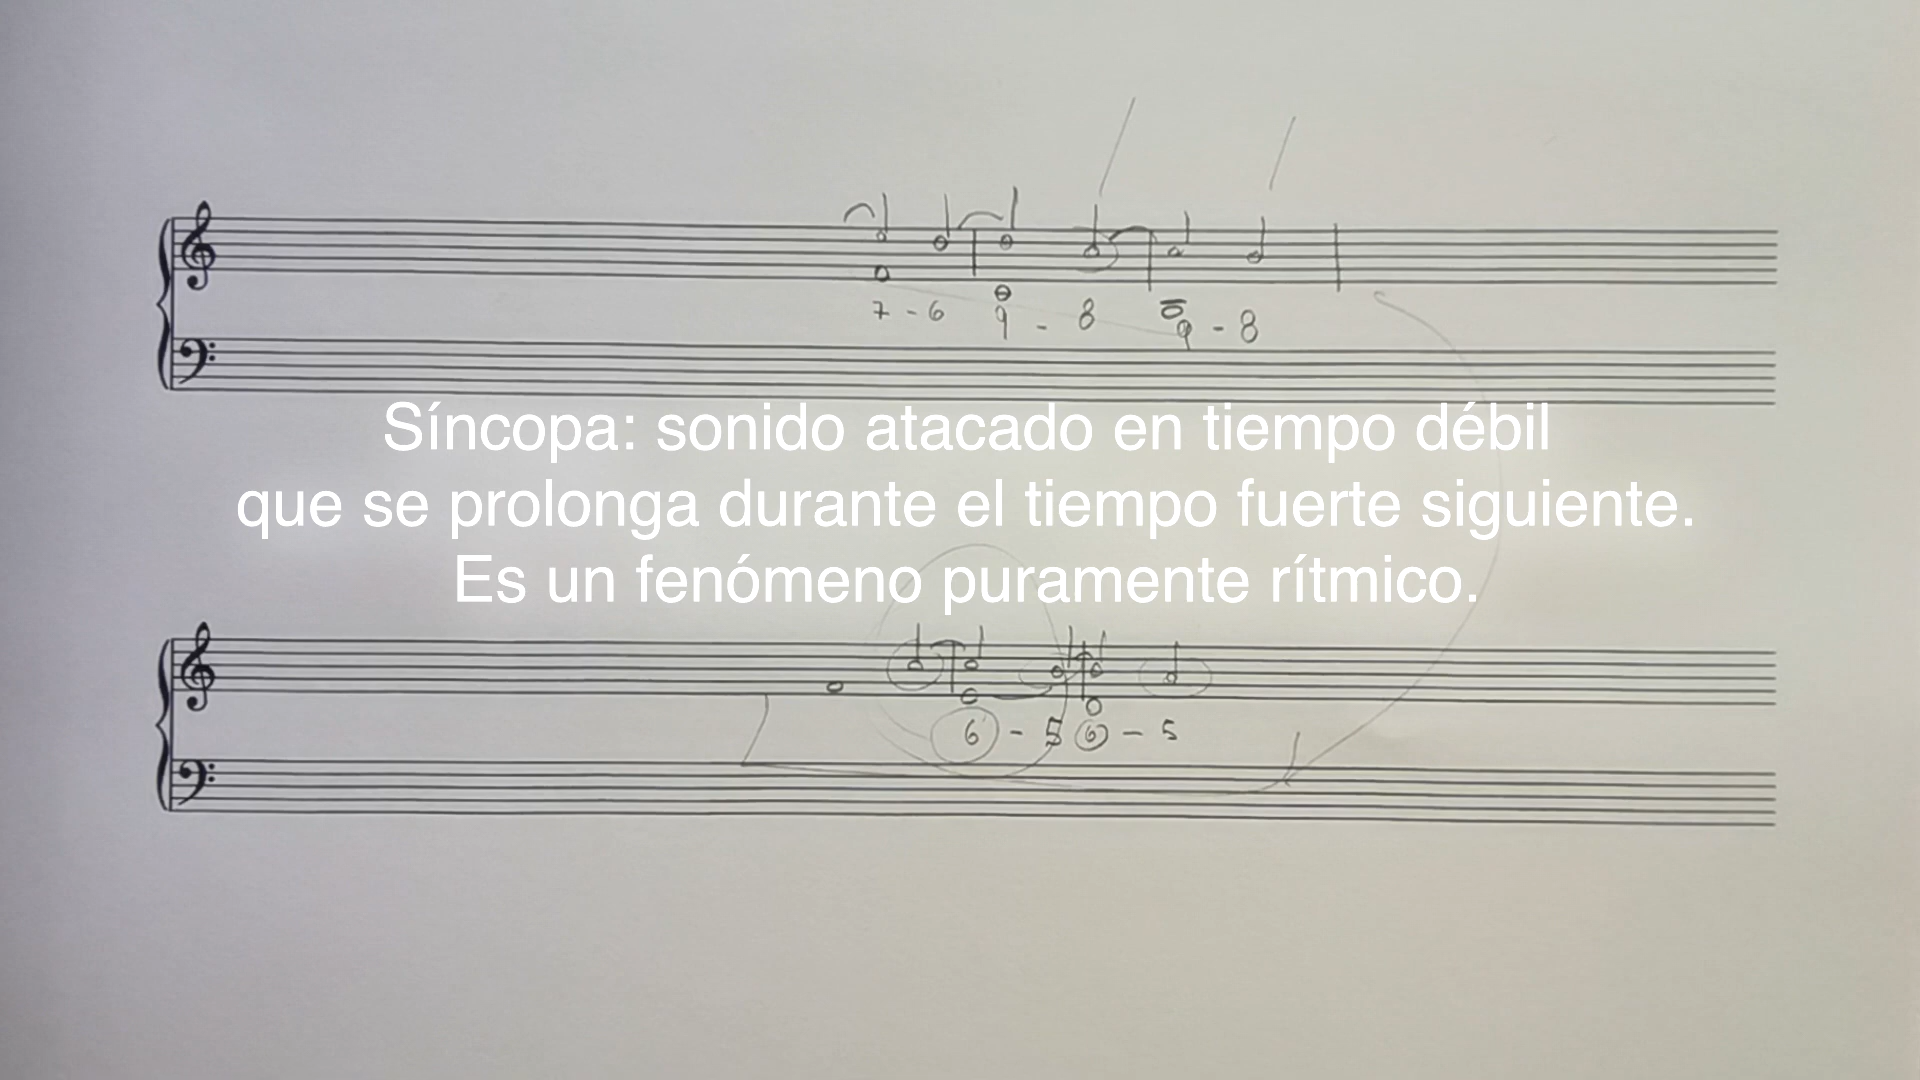 7 - 6 9 - 8 9 - 8
Síncopa: sonido atacado en tiempo débil
que se prolonga durante el tiempo fuerte siguiente.
Es un fenómeno puramente rítmico.
6 - 5 6 - 5